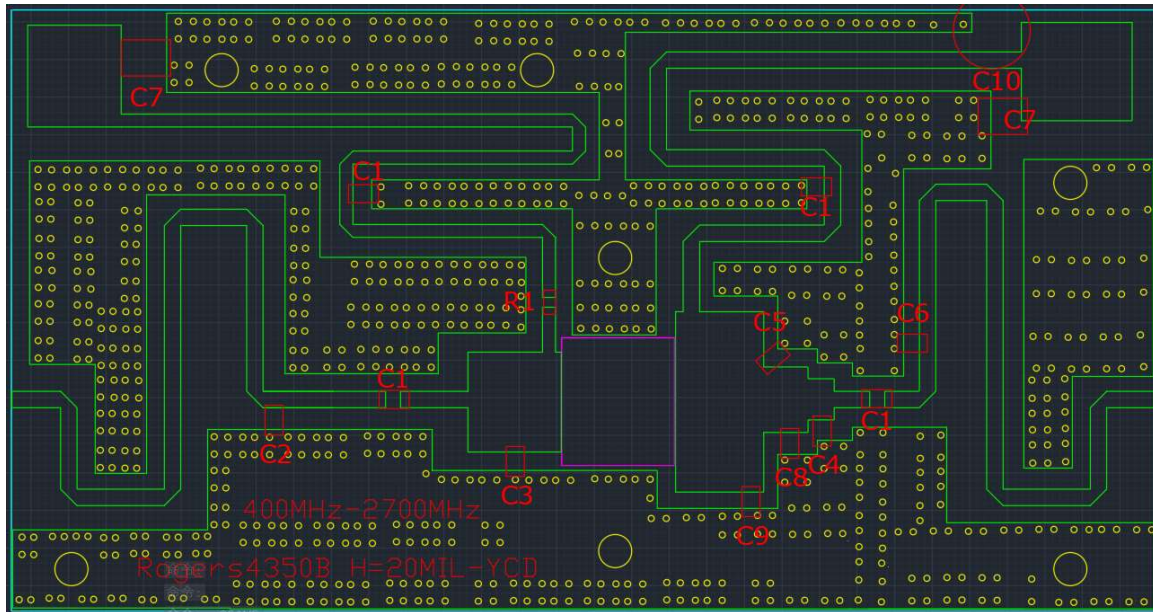 C10
C7
C7
C1
C1
R1
C5
C6
C1
C1
C2
C3
C8
C4
C9
400MHz-2700MHz
Rogers4350B H=20MIL-YCD